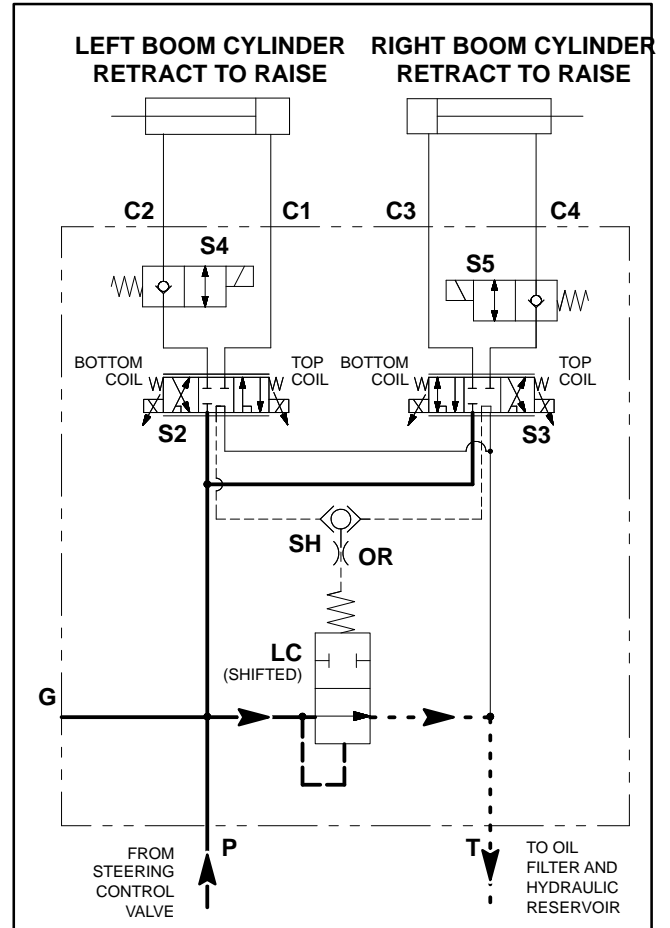 LEFT BOOM CYLINDER
RETRACT TO RAISE
RIGHT BOOM CYLINDER
RETRACT TO RAISE
C2
C1
C3
C4
S4
S5
BOTTOM
COIL
TOP
COIL
BOTTOM
COIL
TOP
COIL
S2
S3
SH
OR
LC
(SHIFTED)
G
P
T
FROM
STEERING
CONTROL
VALVE
TO OIL
FILTER AND
HYDRAULIC
RESERVOIR